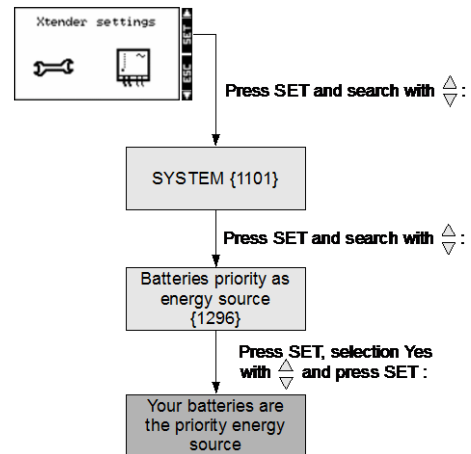 Xtender settings
SET
ESC
Press SET and search with :
SYSTEM {1101}
Press SET and search with :
Batteries priority as
energy source
{1296}
Press SET, selection Yes
with and press SET :
Your batteries are
the priority energy
source